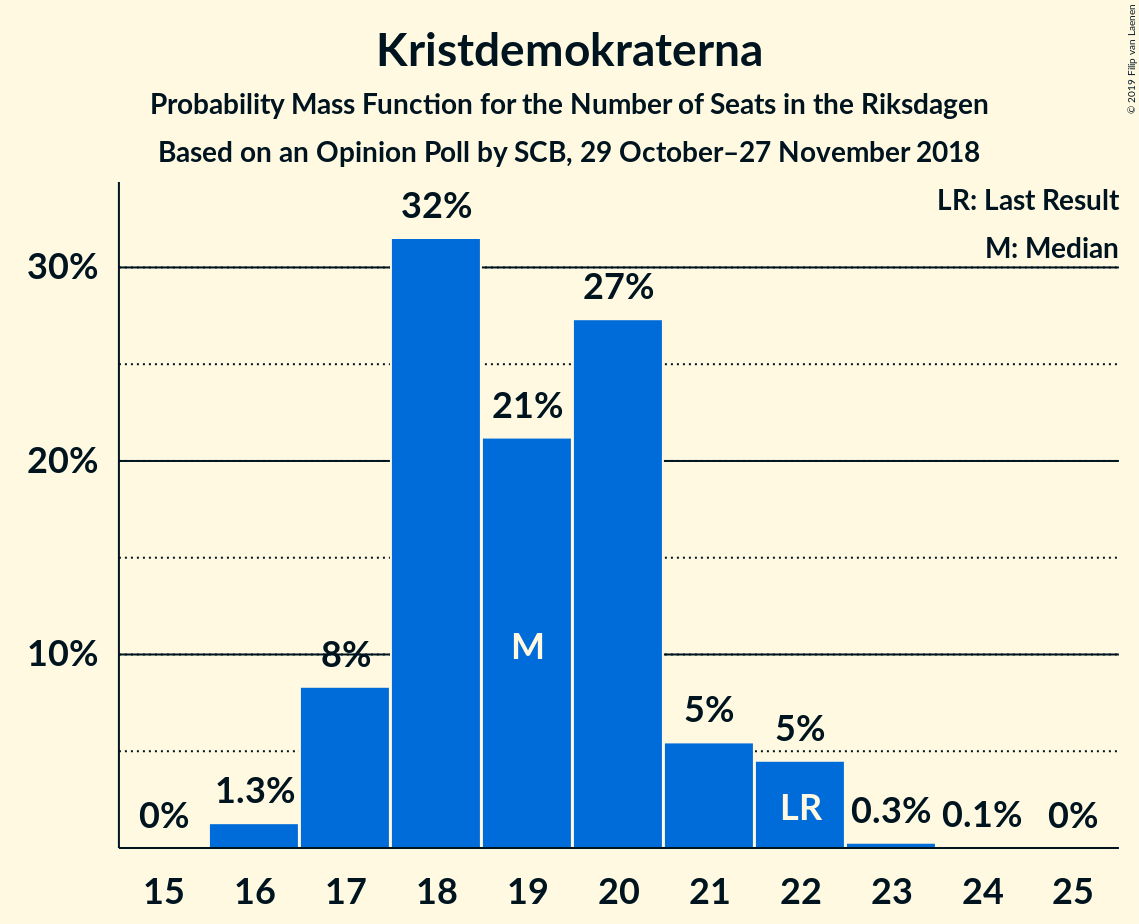 Kristdemokraterna
Probability Mass Function for the Number of Seats in the Riksdagen
Based on an Opinion Poll by SCB, 29 October–27 November 2018
© 2019 Filip van Laenen
LR: Last Result
M: Median
30%
20%
10%
0%
1.3%
8%
32%
21%
27%
5%
5%
0.3%
0.1%
0%
M
LR
15 16 17 18 19 20 21 22 23 24 25